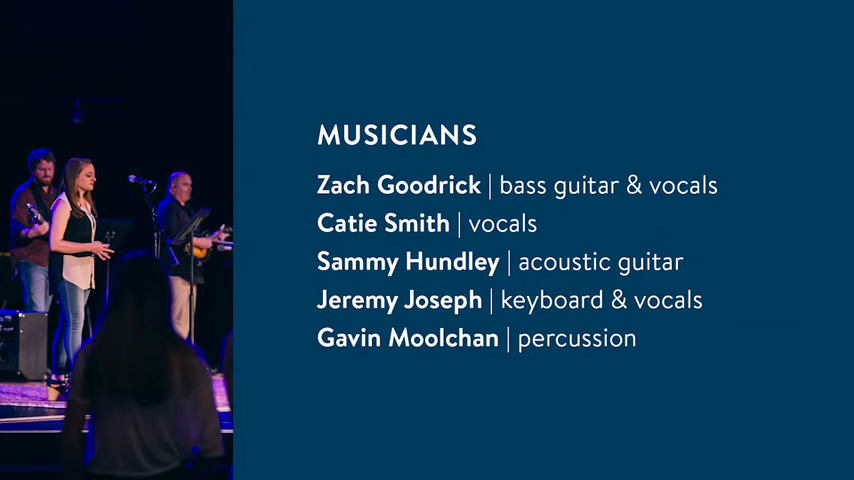 MUSICIANS
Zach Goodrick | bass guitar & vocals
Catie Smith | vocals
Sammy Hundley | acoustic guitar
Jeremy Joseph | keyboard & vocals
Gavin Moolchan | percussion